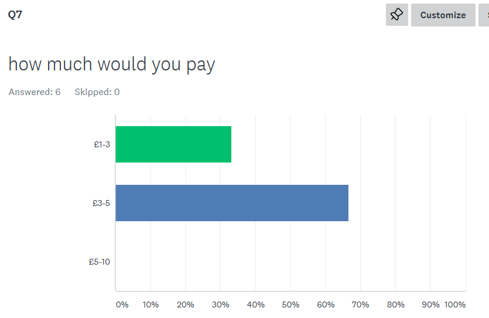 Q7
Customize
how much would you pay
Answered: 6 Skipped: 0
£1-3
£3-5
£5-10
0% 10% 20% 30% 40% 50% 60% 70% 80% 90% 100%